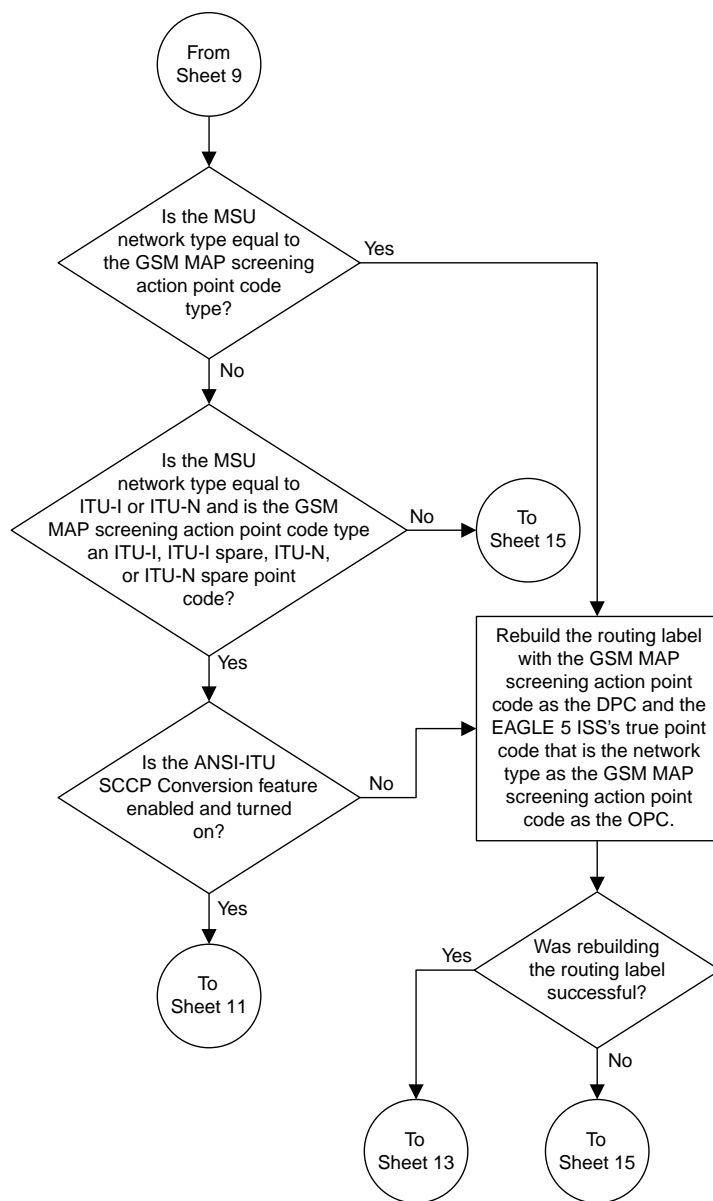 From
Sheet 9
Is the MSU
network type equal to
the GSM MAP screening
action point code
type?
Yes
No
Is the MSU
network type equal to
ITU-I or ITU-N and is the GSM
MAP screening action point code type
an ITU-I, ITU-I spare, ITU-N,
or ITU-N spare point
code?
No
To
Sheet 15
Yes
Rebuild the routing label
with the GSM MAP
screening action point
code as the DPC and the
EAGLE 5 ISS’s true point
code that is the network
type as the GSM MAP
screening action point
code as the OPC.
Is the ANSI-ITU
SCCP Conversion feature
enabled and turned
on?
No
Yes
To
Sheet 11
Was rebuilding
the routing label
successful?
Yes
No
To
Sheet 13
To
Sheet 15